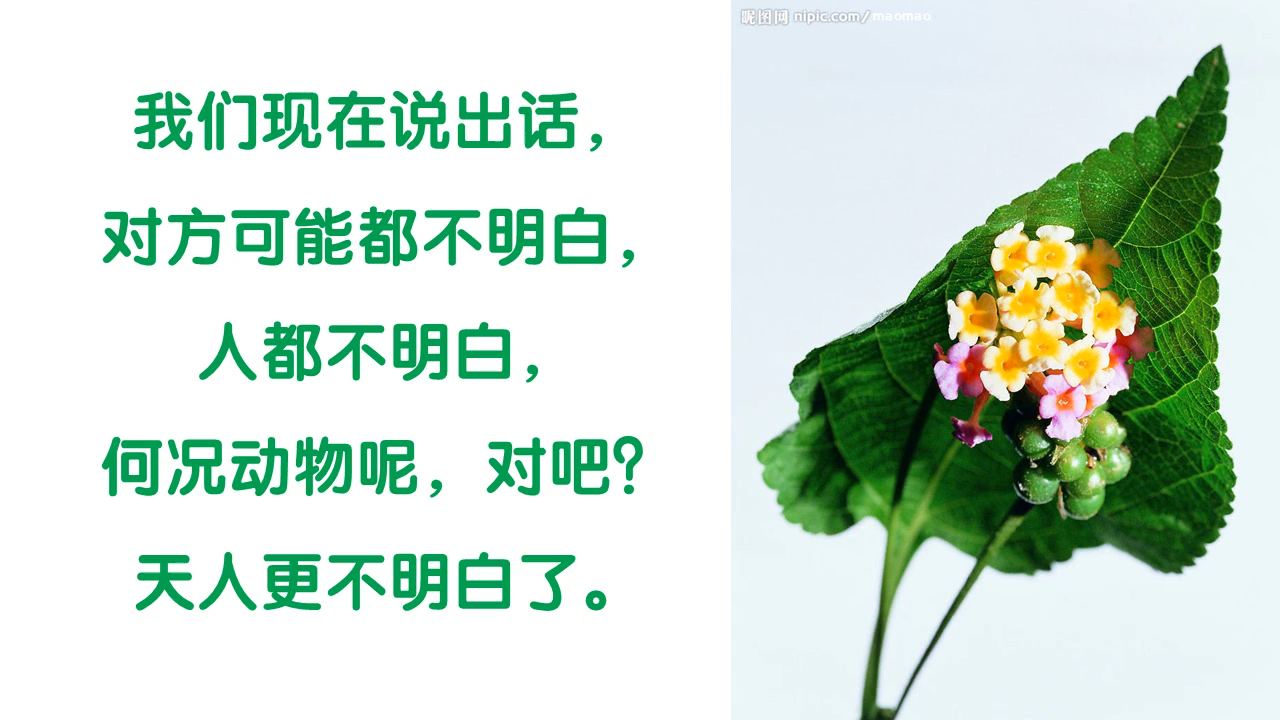 我们现在说出话，
对方可能都不明白，
人都不明白，
何况动物呢，对吧？
天人更不明白了。
昵图网 nipic.com/maomao